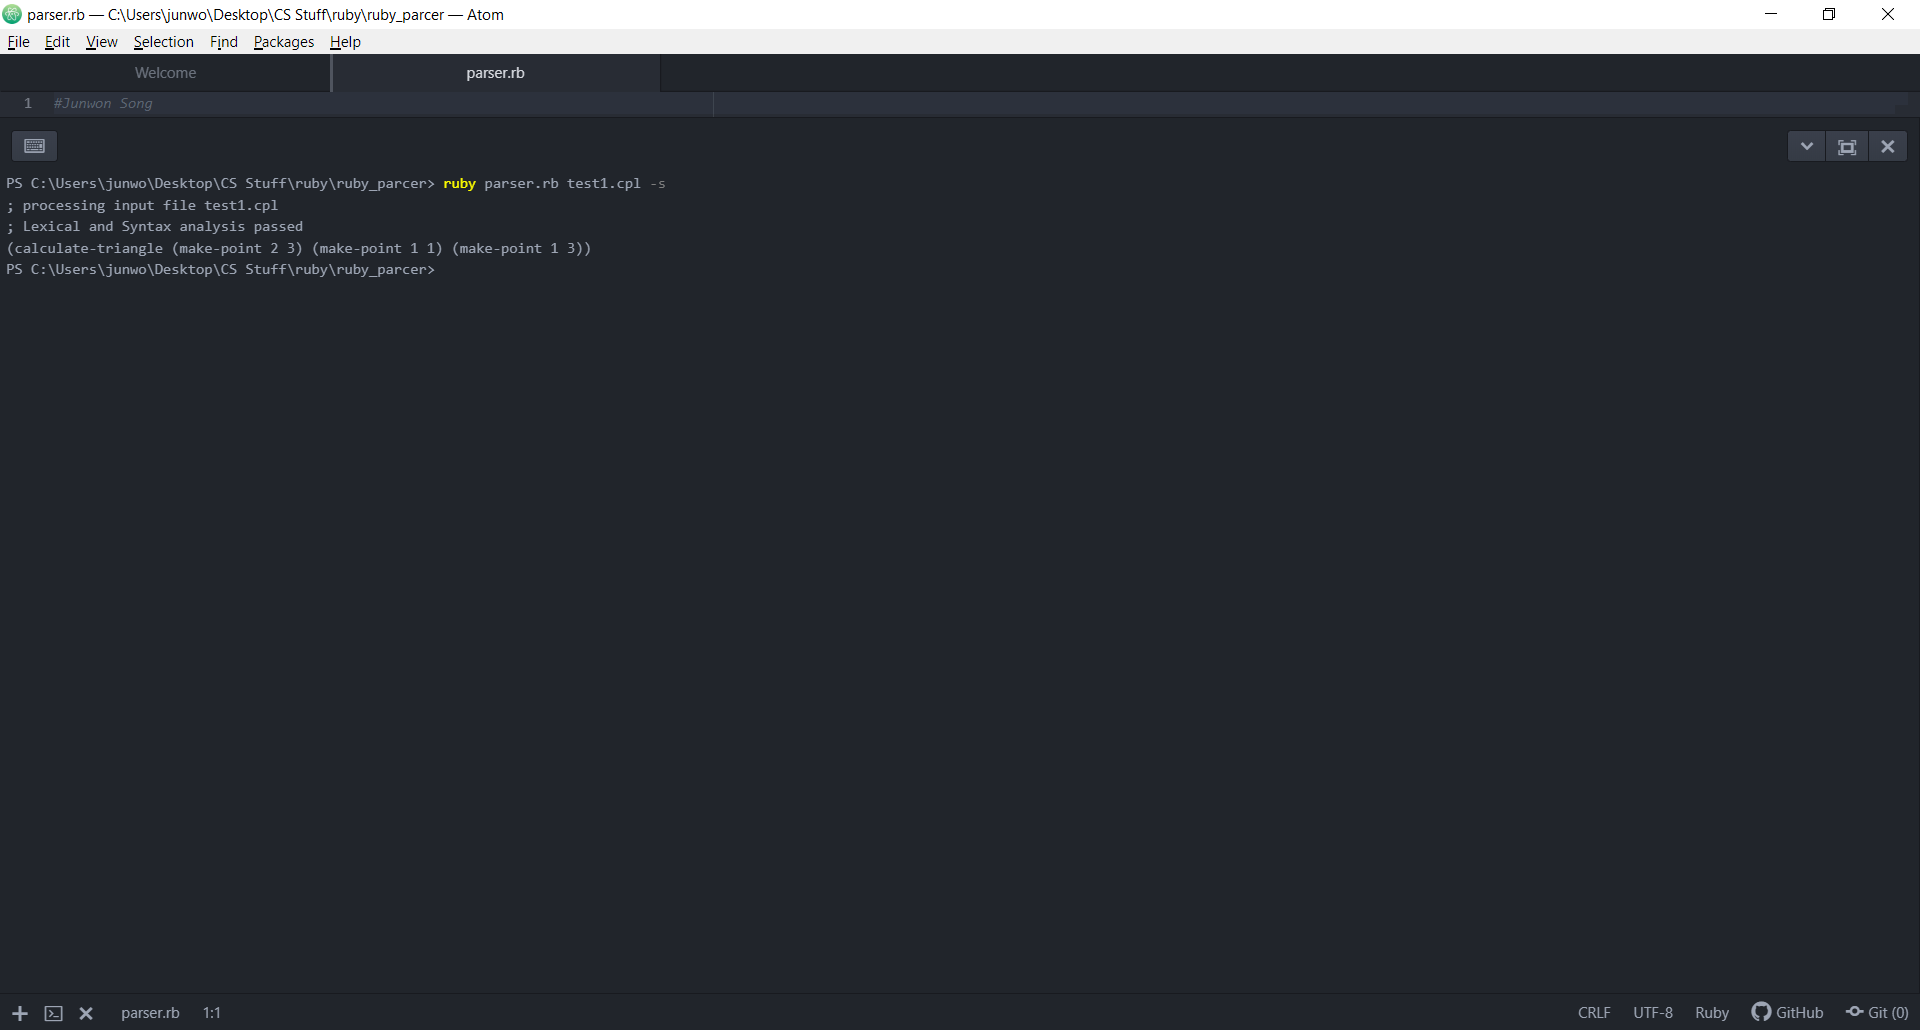 parser.rb — C:\Users\junwo\Desktop\CS Stuff\ruby\ruby_parcer — Atom
File Edit View Selection Find Packages Help
Welcome parser.rb
1 #Junwon Song
PS C:\Users\junwo\Desktop\CS Stuff\ruby\ruby_parcer> ruby parser.rb test1.cpl -s
; processing input file test1.cpl
; Lexical and Syntax analysis passed
(calculate-triangle (make-point 2 3) (make-point 1 1) (make-point 1 3))
PS C:\Users\junwo\Desktop\CS Stuff\ruby\ruby_parcer>
parser.rb 1:1 CRLF UTF-8 Ruby GitHub Git (0)